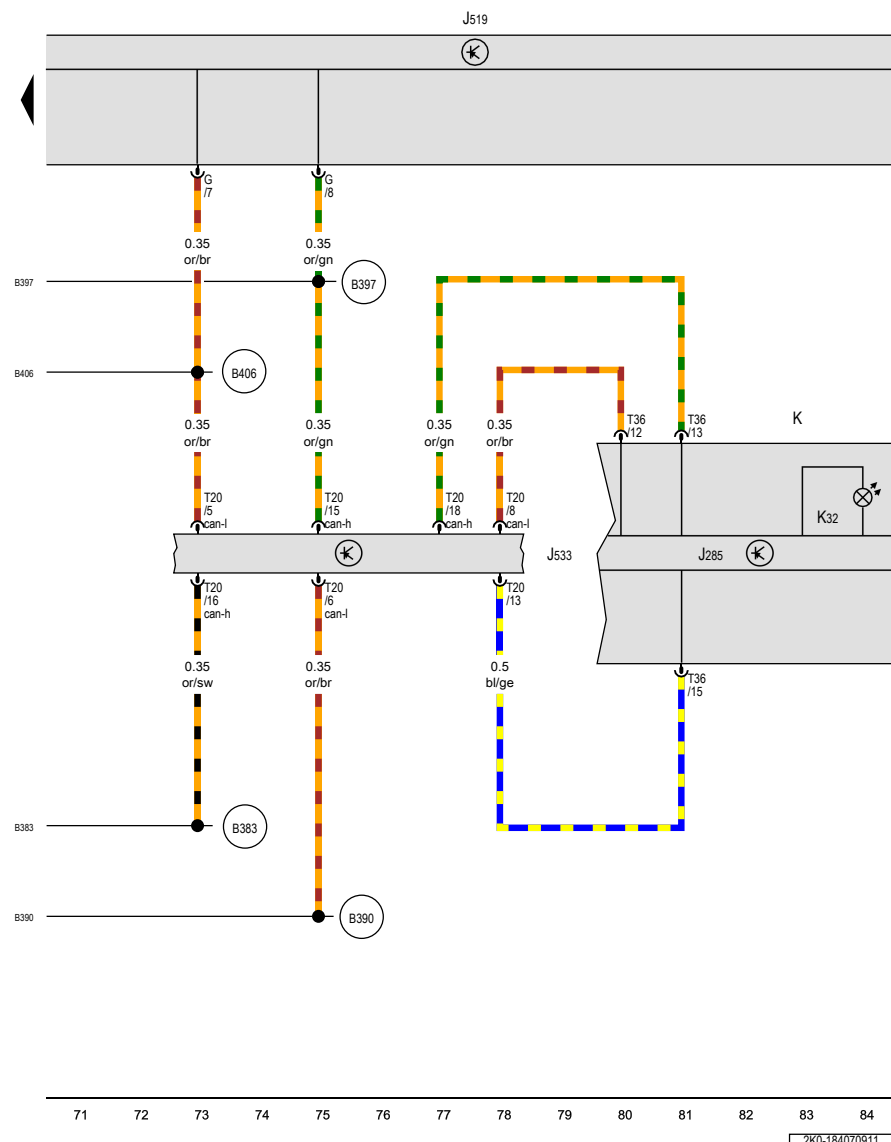 J519
G
/7
G
/8
0.35
or/br
0.35
or/gn
B397
B397
B406
B406
0.35
or/br
0.35
or/gn
0.35
or/gn
0.35
or/br
T36
/12
T36
/13
K
T20
/5
can-l
T20
/15
can-h
T20
/18
can-h
T20
/8
can-l
K32
J533
J285
T20
/16
can-h
T20
/6
can-l
T20
/13
0.35
or/sw
0.35
or/br
0.5
bl/ge
T36
/15
B383
B383
B390
B390
71 72 73 74 75 76 77 78 79 80 81 82 83 84
2K0-184070911